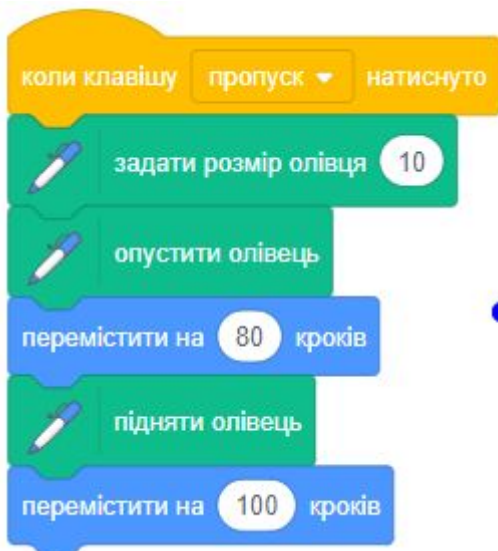 коли клавішу пропуск натиснуто
задати розмір олівця 10
опустити олівець
перемістити на 80 кроків
підняти олівець
перемістити на 100 кроків